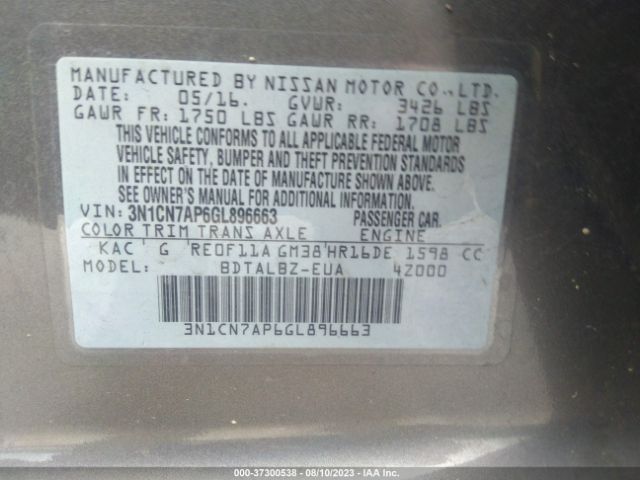 MANUFACTURED BY NISSAN MOTOR CO.,LTD.
DATE: 05/16. GVWR: 3426 LBS
GAWR FR: 1750 LBS GAWR RR: 1708 LBS
THIS VEHICLE CONFORMS TO ALL APPLICABLE FEDERAL MOTOR
VEHICLE SAFETY, BUMPER AND THEFT PREVENTION STANDARDS
IN EFFECT ON THE DATE OF MANUFACTURE SHOWN ABOVE.
SEE OWNER'S MANUAL FOR ADDITIONAL INFORMATION.
VIN: 3N1CN7AP6GL896663 PASSENGER CAR.
COLOR TRIM TRANS AXLE ENGINE
KAC G RE0F11A GM38 HR16DE 1598 CC
MODEL: BDTALBZ-EUA 4Z000
3N1CN7AP6GL896663
000-37300538 - 08/10/2023 - IAA Inc.